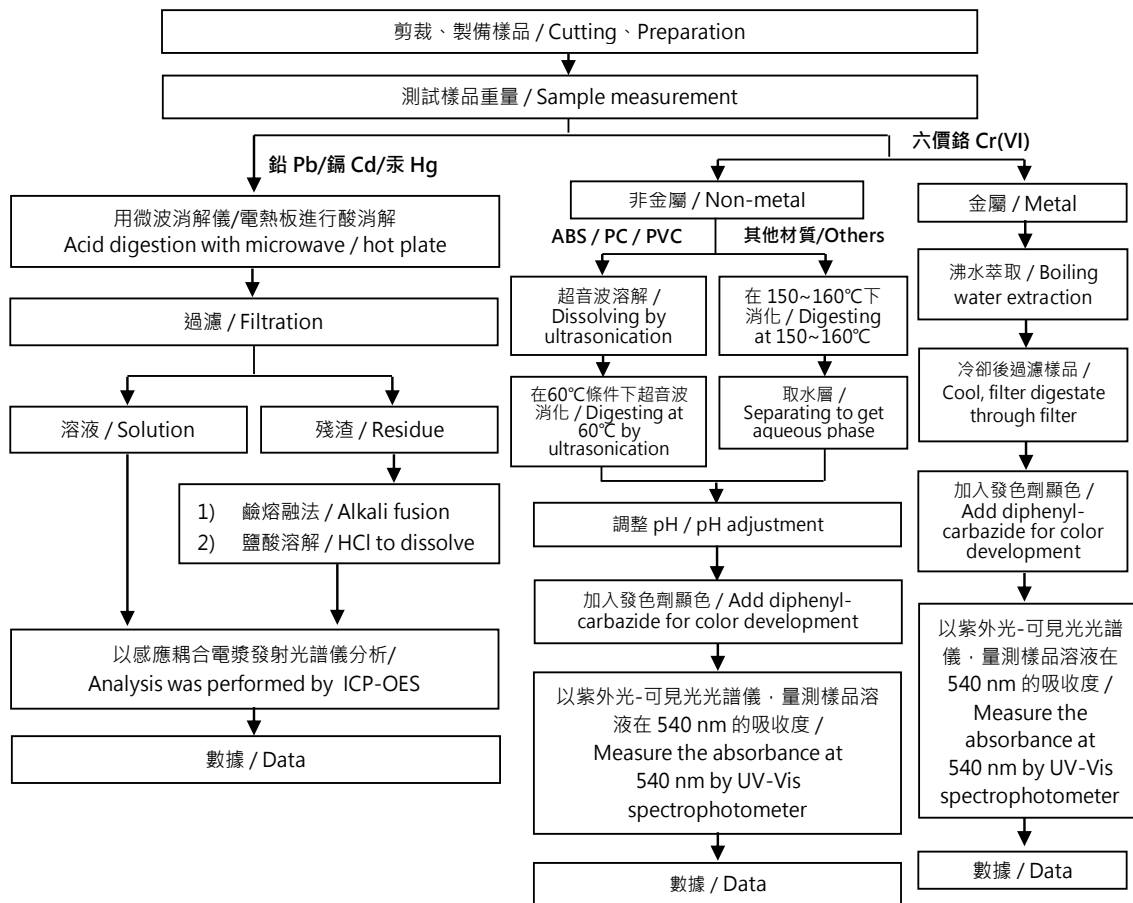 剪裁、製備樣品 / Cutting、Preparation
測試樣品重量 / Sample measurement
鉛 Pb/鎘 Cd/汞 Hg
六價鉻 Cr(VI)
用微波消解儀/電熱板進行酸消解
Acid digestion with microwave / hot plate
過濾 / Filtration
溶液 / Solution
殘渣 / Residue
1) 鹼熔融法 / Alkali fusion
2) 鹽酸溶解 / HCl to dissolve
以感應耦合電漿發射光譜儀分析/
Analysis was performed by ICP-OES
數據 / Data
非金屬 / Non-metal
ABS / PC / PVC
其他材質/Others
超音波溶解 /
Dissolving by
ultrasonication
在60℃條件下超音波
消化 / Digesting at
60℃ by
ultrasonication
在 150~160℃下
消化 / Digesting
at 150~160℃
取水層 /
Separating to get
aqueous phase
調整 pH / pH adjustment
加入發色劑顯色 / Add diphenyl-
carbazide for color development
以紫外光-可見光光譜儀，量測樣品溶
液在 540 nm 的吸收度 /
Measure the absorbance at
540 nm by UV-Vis
spectrophotometer
數據 / Data
金屬 / Metal
沸水萃取 / Boiling
water extraction
冷卻後過濾樣品 /
Cool, filter digestate
through filter
加入發色劑顯色 /
Add diphenyl-
carbazide for color
development
以紫外光-可見光光譜
儀，量測樣品溶液在
540 nm 的吸收度 /
Measure the
absorbance at
540 nm by UV-Vis
spectrophotometer
數據 / Data